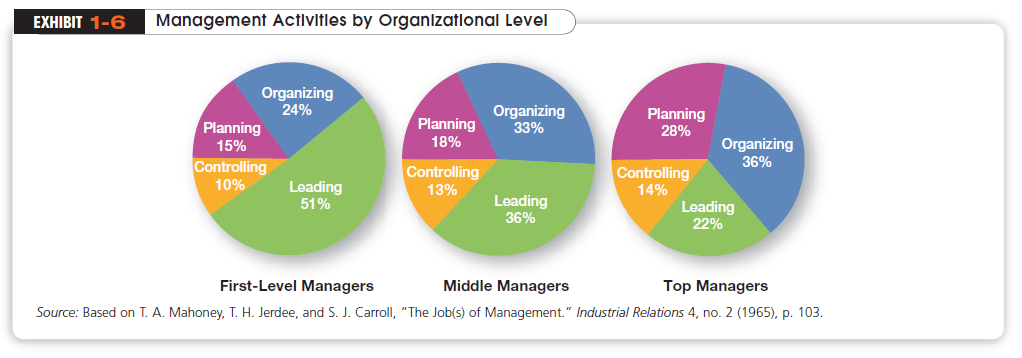 EXHIBIT 1-6 Management Activities by Organizational Level
Organizing
24%
Planning
15%
Controlling
10%
Leading
51%
First-Level Managers
Organizing
33%
Planning
18%
Controlling
13%
Leading
36%
Middle Managers
Planning
28%
Organizing
36%
Controlling
14%
Leading
22%
Top Managers
Source: Based on T. A. Mahoney, T. H. Jerdee, and S. J. Carroll, "The Job(s) of Management." Industrial Relations 4, no. 2 (1965), p. 103.